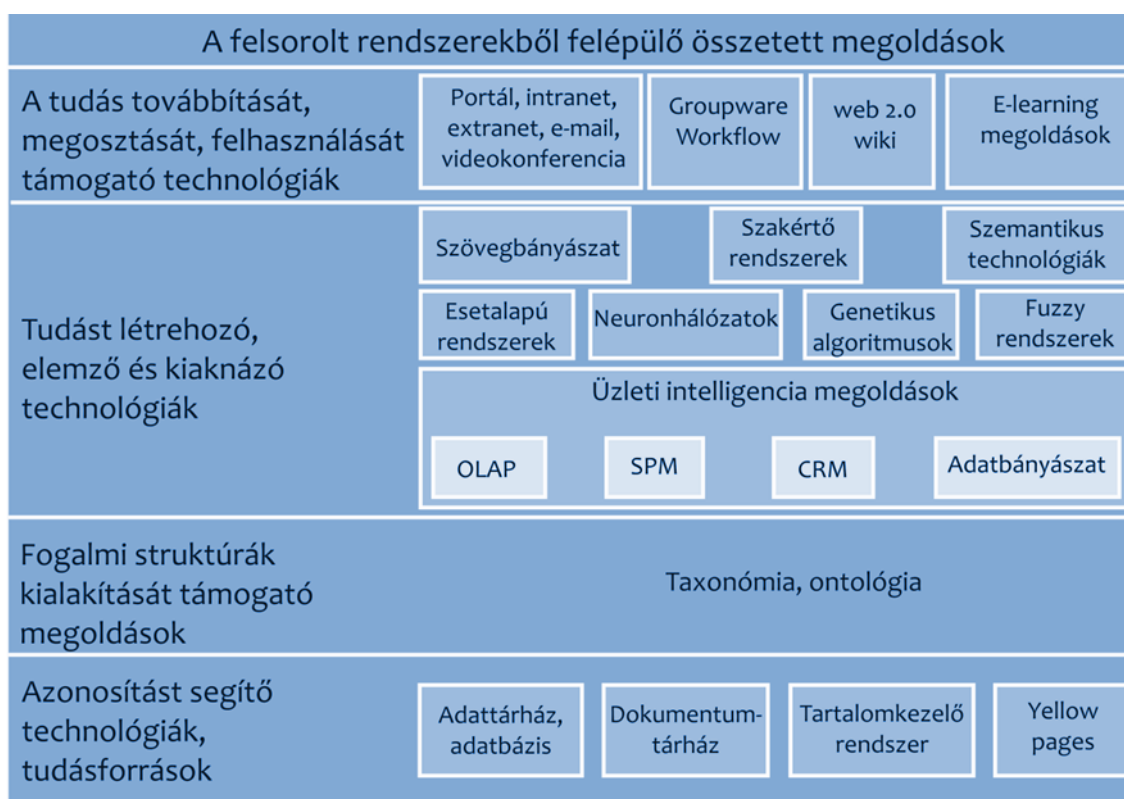 A felsorolt rendszerekből felépülő összetett megoldások
A tudás továbbítását,
megosztását, felhasználását
támogató technológiák
Portál, intranet,
extranet, e-mail,
videokonferencia
Groupware
Workflow
web 2.0
wiki
E-learning
megoldások
Tudást létrehozó,
elemző és kiaknázó
technológiák
Szövegbányászat
Szakértő
rendszerek
Szemantikus
technológiák
Esetalapú
rendszerek
Neuronhálózatok
Genetikus
algoritmusok
Fuzzy
rendszerek
Üzleti intelligencia megoldások
OLAP
SPM
CRM
Adatbányászat
Fogalmi struktúrák
kialakítását támogató
megoldások
Taxonómia, ontológia
Azonosítást segítő
technológiák,
tudásforrások
Adattárház,
adatbázis
Dokumentum-
tárház
Tartalomkezelő
rendszer
Yellow
pages